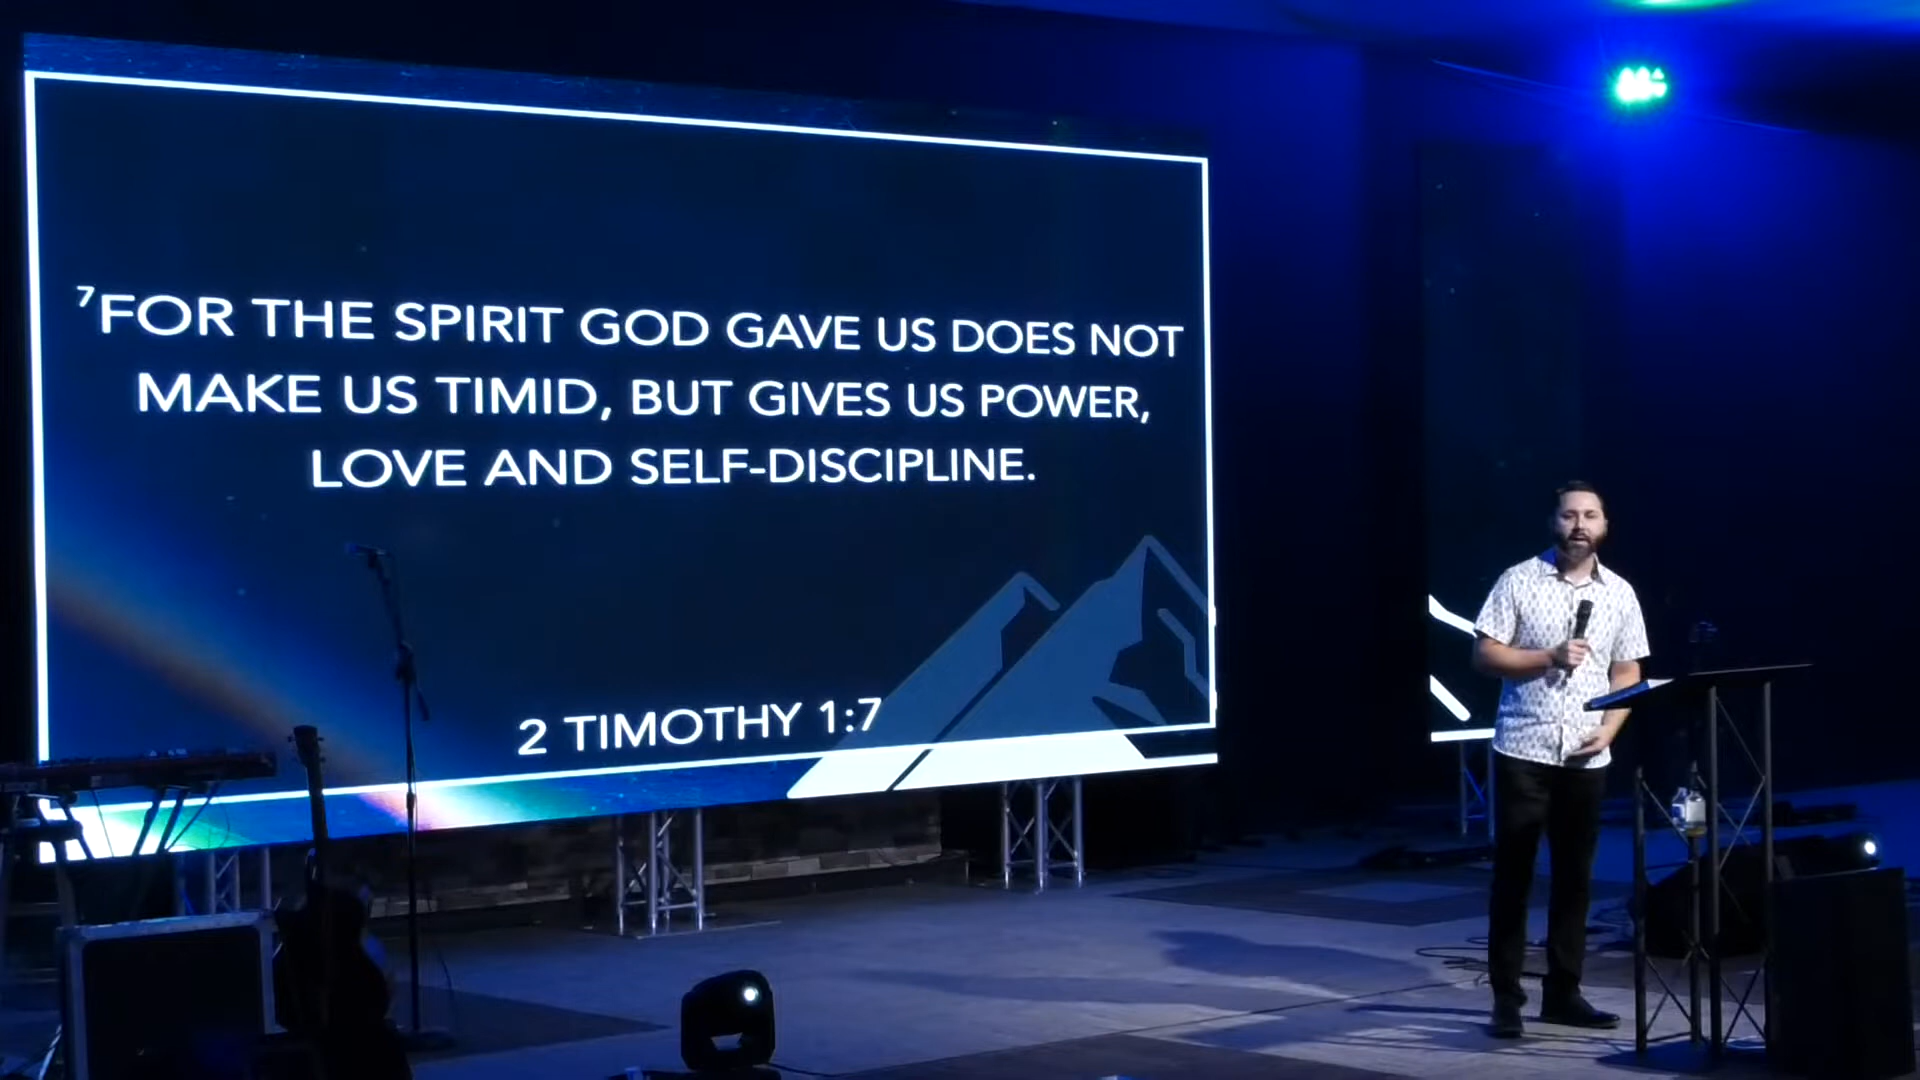 ⁷FOR THE SPIRIT GOD GAVE US DOES NOT
MAKE US TIMID, BUT GIVES US POWER,
LOVE AND SELF-DISCIPLINE.
2 TIMOTHY 1:7